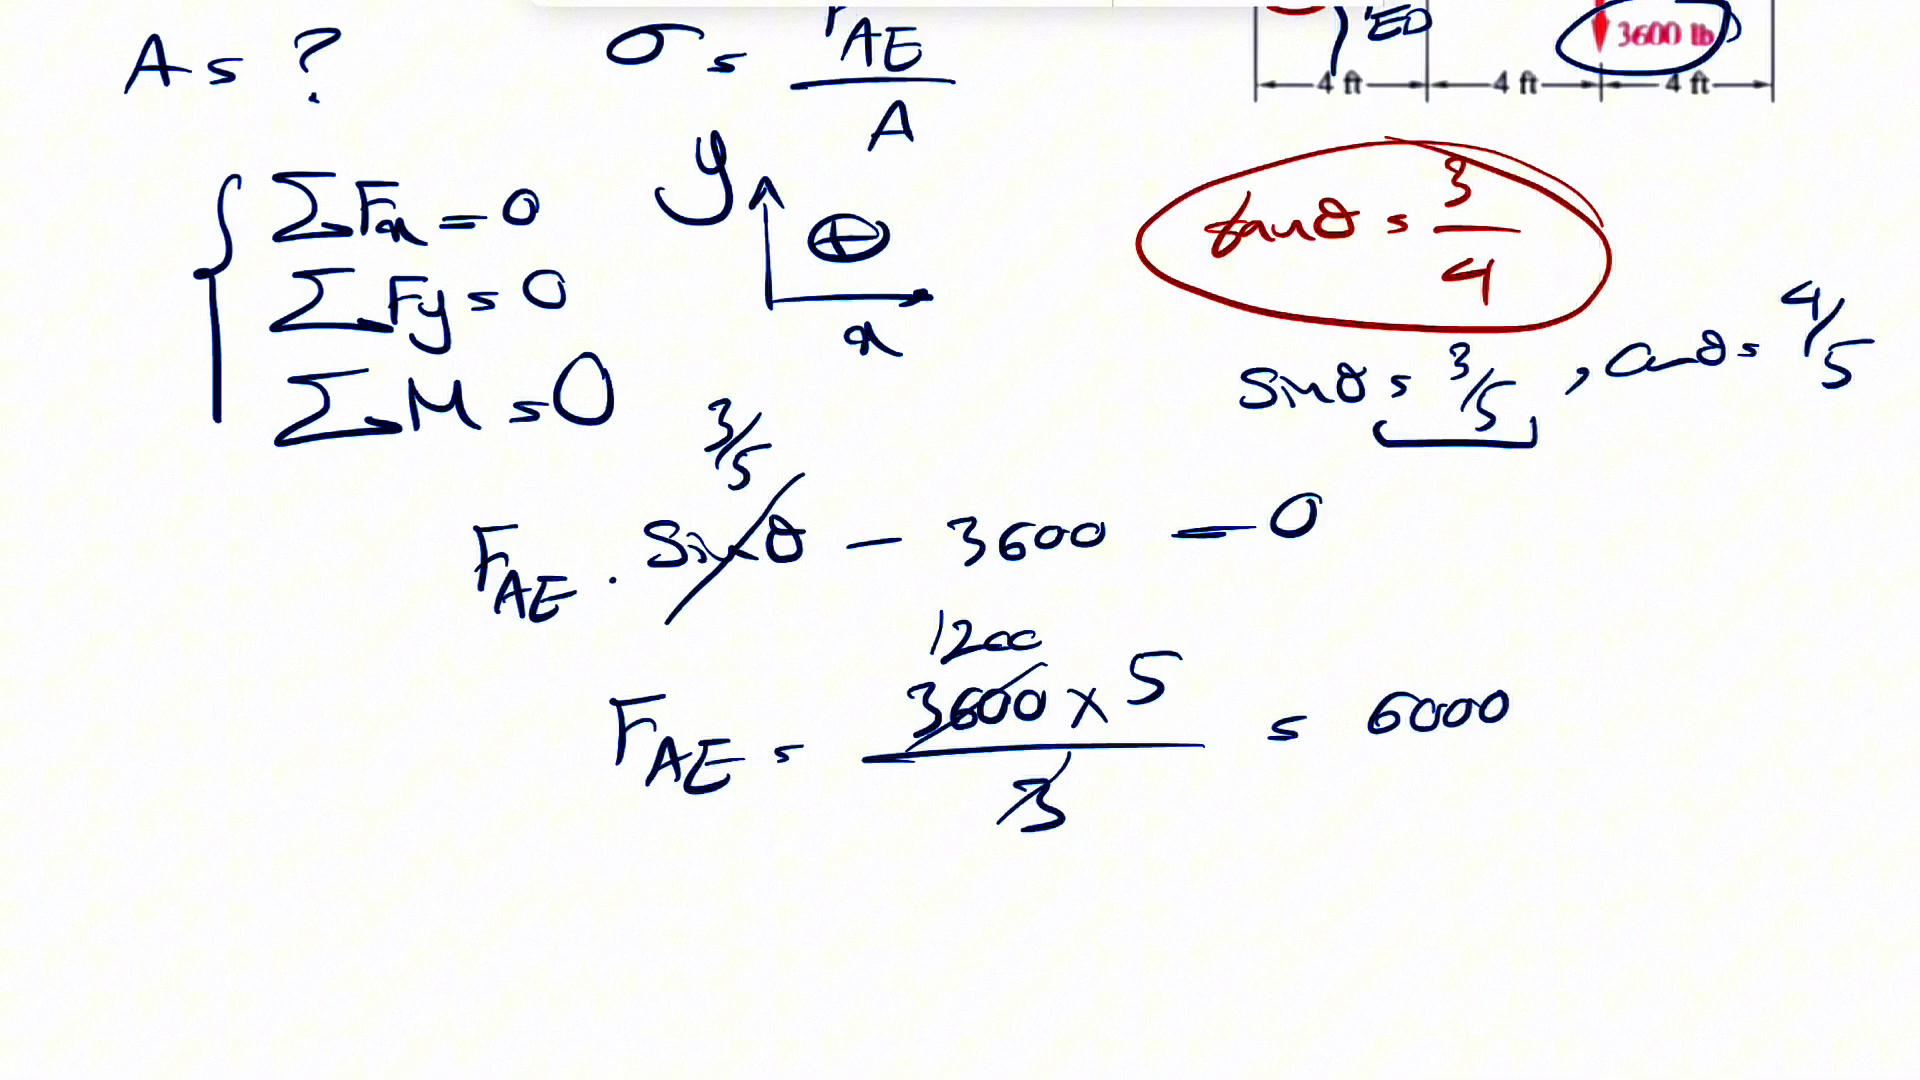 A = ? σ = F_AE / A
F_ED 3600 lb
4 ft 4 ft 4 ft
ΣFx = 0 y ⊕ x
ΣFy = 0
ΣM = 0
tanθ = 3/4
sinθ = 3/5 , cosθ = 4/5
3/5
F_AE . sinθ - 3600 = 0
1200
F_AE = 3600 x 5 / 3 = 6000